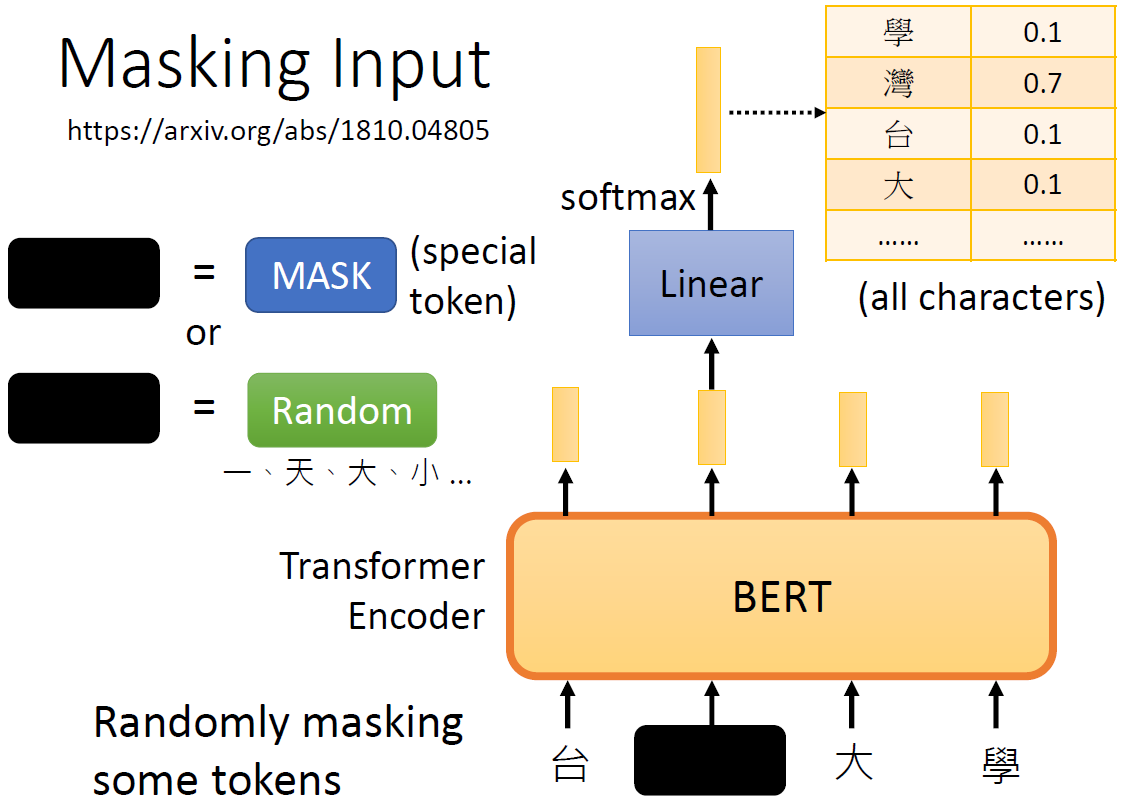 Masking Input
https://arxiv.org/abs/1810.04805
= MASK (special token)
or
= Random
一、天、大、小 ...
Transformer
Encoder
Randomly masking
some tokens
softmax
Linear
BERT
台 大 學
學 0.1
灣 0.7
台 0.1
大 0.1
…… ……
(all characters)